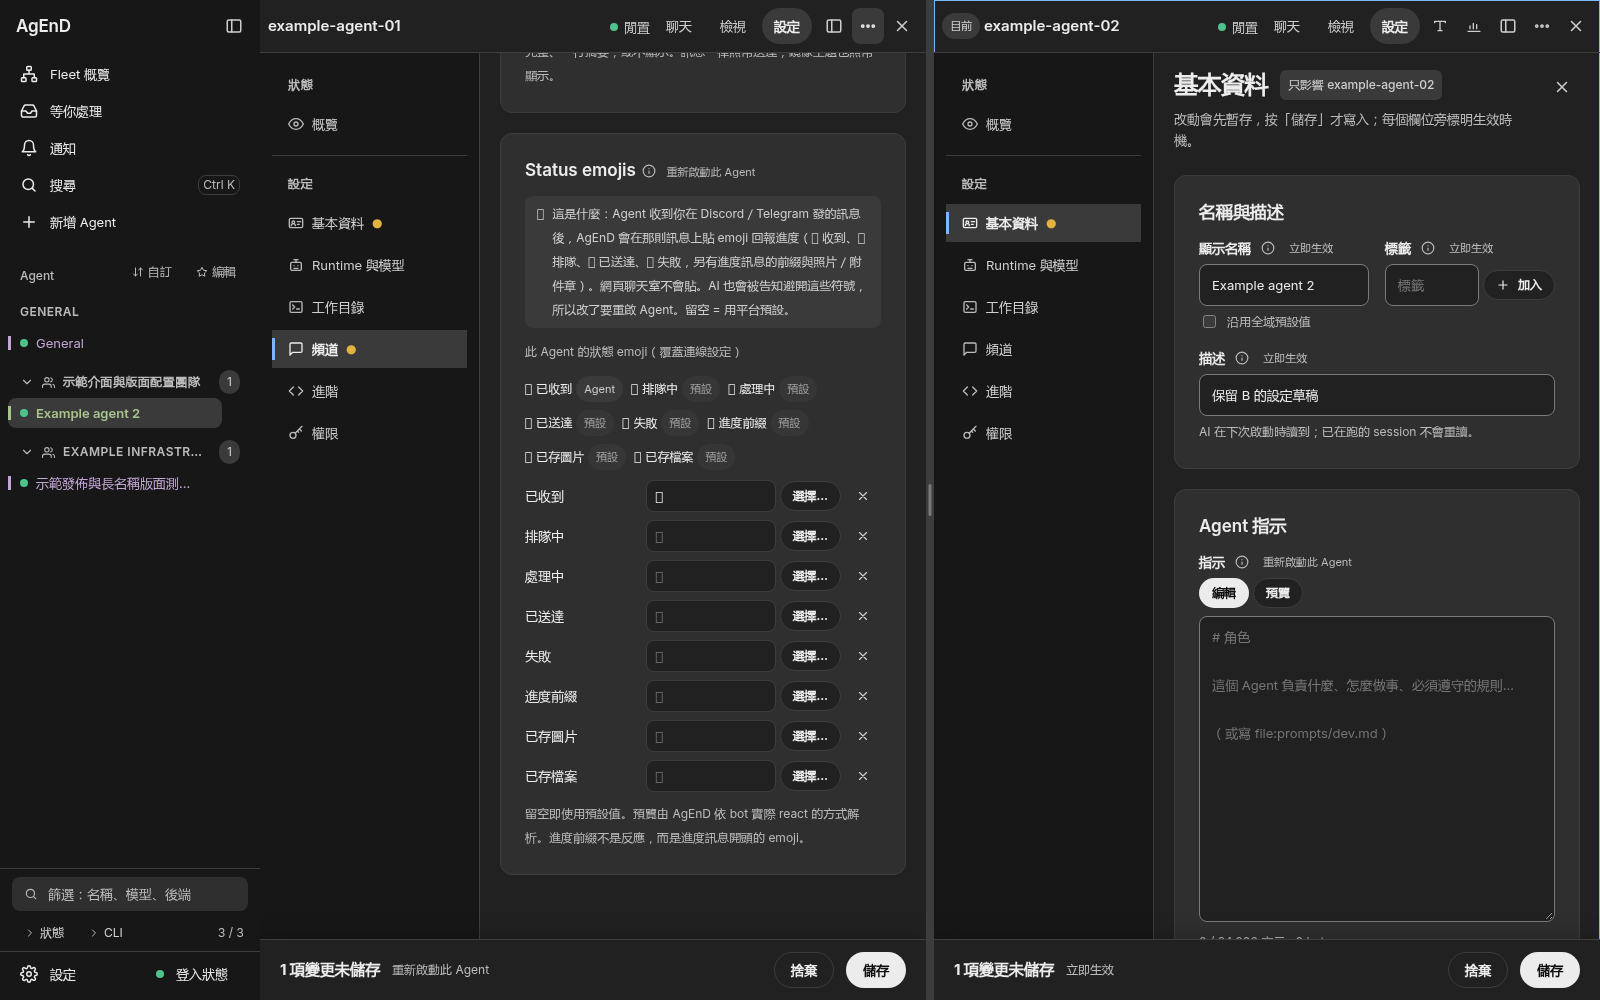 AgEnD
Fleet 概覽
等你處理
通知
搜尋 Ctrl K
新增 Agent
Agent 自訂 編輯
GENERAL
General
示範介面與版面配置團隊 1
Example agent 2
EXAMPLE INFRASTR... 1
示範發佈與長名稱版面測...
篩選：名稱、模型、後端
狀態 CLI 3 / 3
設定 登入狀態
example-agent-01 閒置 聊天 檢視 設定
狀態
概覽
設定
基本資料
Runtime 與模型
工作目錄
頻道
進階
權限
顯示。
Status emojis 重新啟動此 Agent
這是什麼：Agent 收到你在 Discord / Telegram 發的訊息
後，AgEnD 會在那則訊息上貼 emoji 回報進度（ 收到、
排隊、 已送達、 失敗，另有進度訊息的前綴與照片 / 附
件章）。網頁聊天室不會貼。AI 也會被告知避開這些符號，
所以改了要重啟 Agent。留空 = 用平台預設。
此 Agent 的狀態 emoji（覆蓋連線設定）
已收到 Agent 排隊中 預設 處理中 預設
已送達 預設 失敗 預設 進度前綴 預設
已存圖片 預設 已存檔案 預設
已收到 選擇...
排隊中 選擇...
處理中 選擇...
已送達 選擇...
失敗 選擇...
進度前綴 選擇...
已存圖片 選擇...
已存檔案 選擇...
留空即使用預設值。預覽由 AgEnD 依 bot 實際 react 的方式解
析。進度前綴不是反應，而是進度訊息開頭的 emoji。
1 項變更未儲存 重新啟動此 Agent 捨棄 儲存
目前 example-agent-02 閒置 聊天 檢視 設定
狀態
概覽
設定
基本資料
Runtime 與模型
工作目錄
頻道
進階
權限
基本資料 只影響 example-agent-02
改動會先暫存，按「儲存」才寫入；每個欄位旁標明生效時
機。
名稱與描述
顯示名稱 立即生效 標籤 立即生效
Example agent 2 標籤 加入
沿用全域預設值
描述 立即生效
保留 B 的設定草稿
AI 在下次啟動時讀到；已在跑的 session 不會重讀。
Agent 指示
指示 重新啟動此 Agent
編輯 預覽
# 角色
這個 Agent 負責什麼、怎麼做事、必須遵守的規則...
（或寫 file:prompts/dev.md）
1 項變更未儲存 立即生效 捨棄 儲存